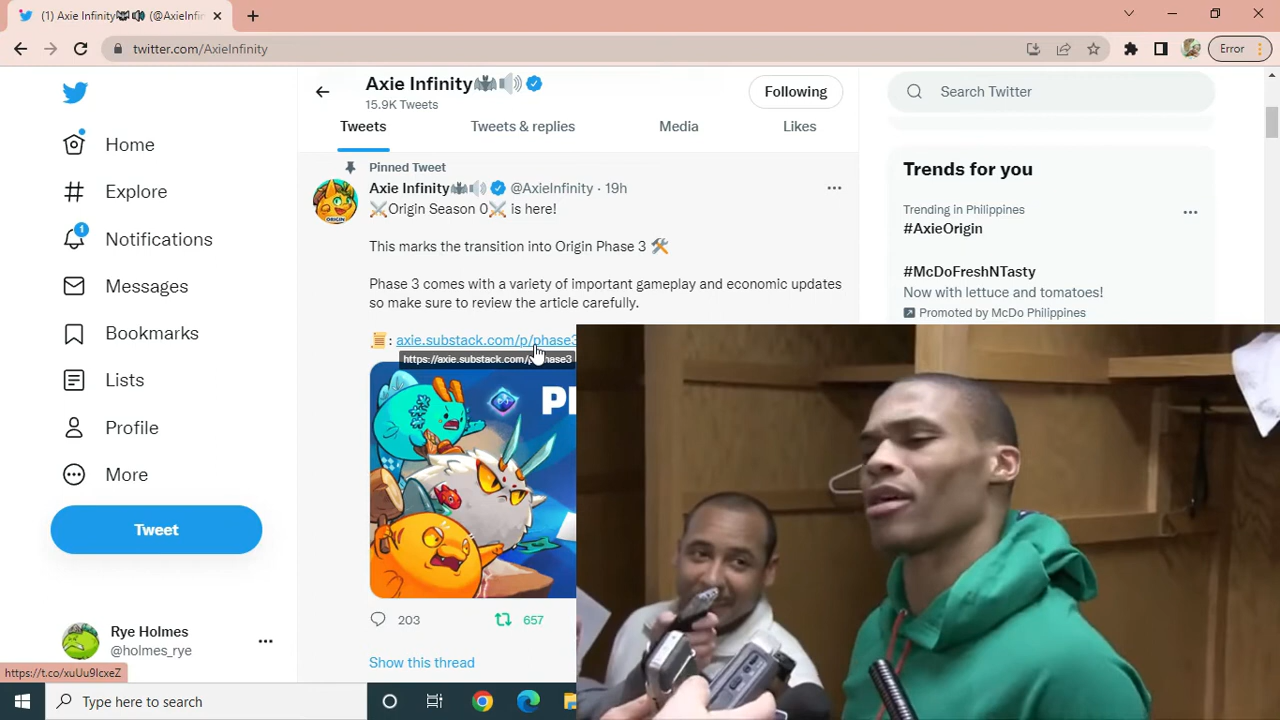 (1) Axie Infinity🦇🔊 (@AxieInfin
twitter.com/AxieInfinity
Error
Axie Infinity🦇🔊
15.9K Tweets
Following
Search Twitter
Tweets
Tweets & replies
Media
Likes
Home
Explore
1
Notifications
Messages
Bookmarks
Lists
Profile
More
Tweet
Rye Holmes
@holmes_rye
Pinned Tweet
Axie Infinity🦇🔊 @AxieInfinity · 19h
⚔️Origin Season 0⚔️ is here!
This marks the transition into Origin Phase 3 🛠️
Phase 3 comes with a variety of important gameplay and economic updates
so make sure to review the article carefully.
📜: axie.substack.com/p/phase3
https://axie.substack.com/p/phase3
ORIGIN
203
657
Show this thread
Trends for you
Trending in Philippines
#AxieOrigin
#McDoFreshNTasty
Now with lettuce and tomatoes!
Promoted by McDo Philippines
https://t.co/xuUu9IcxeZ
Type here to search